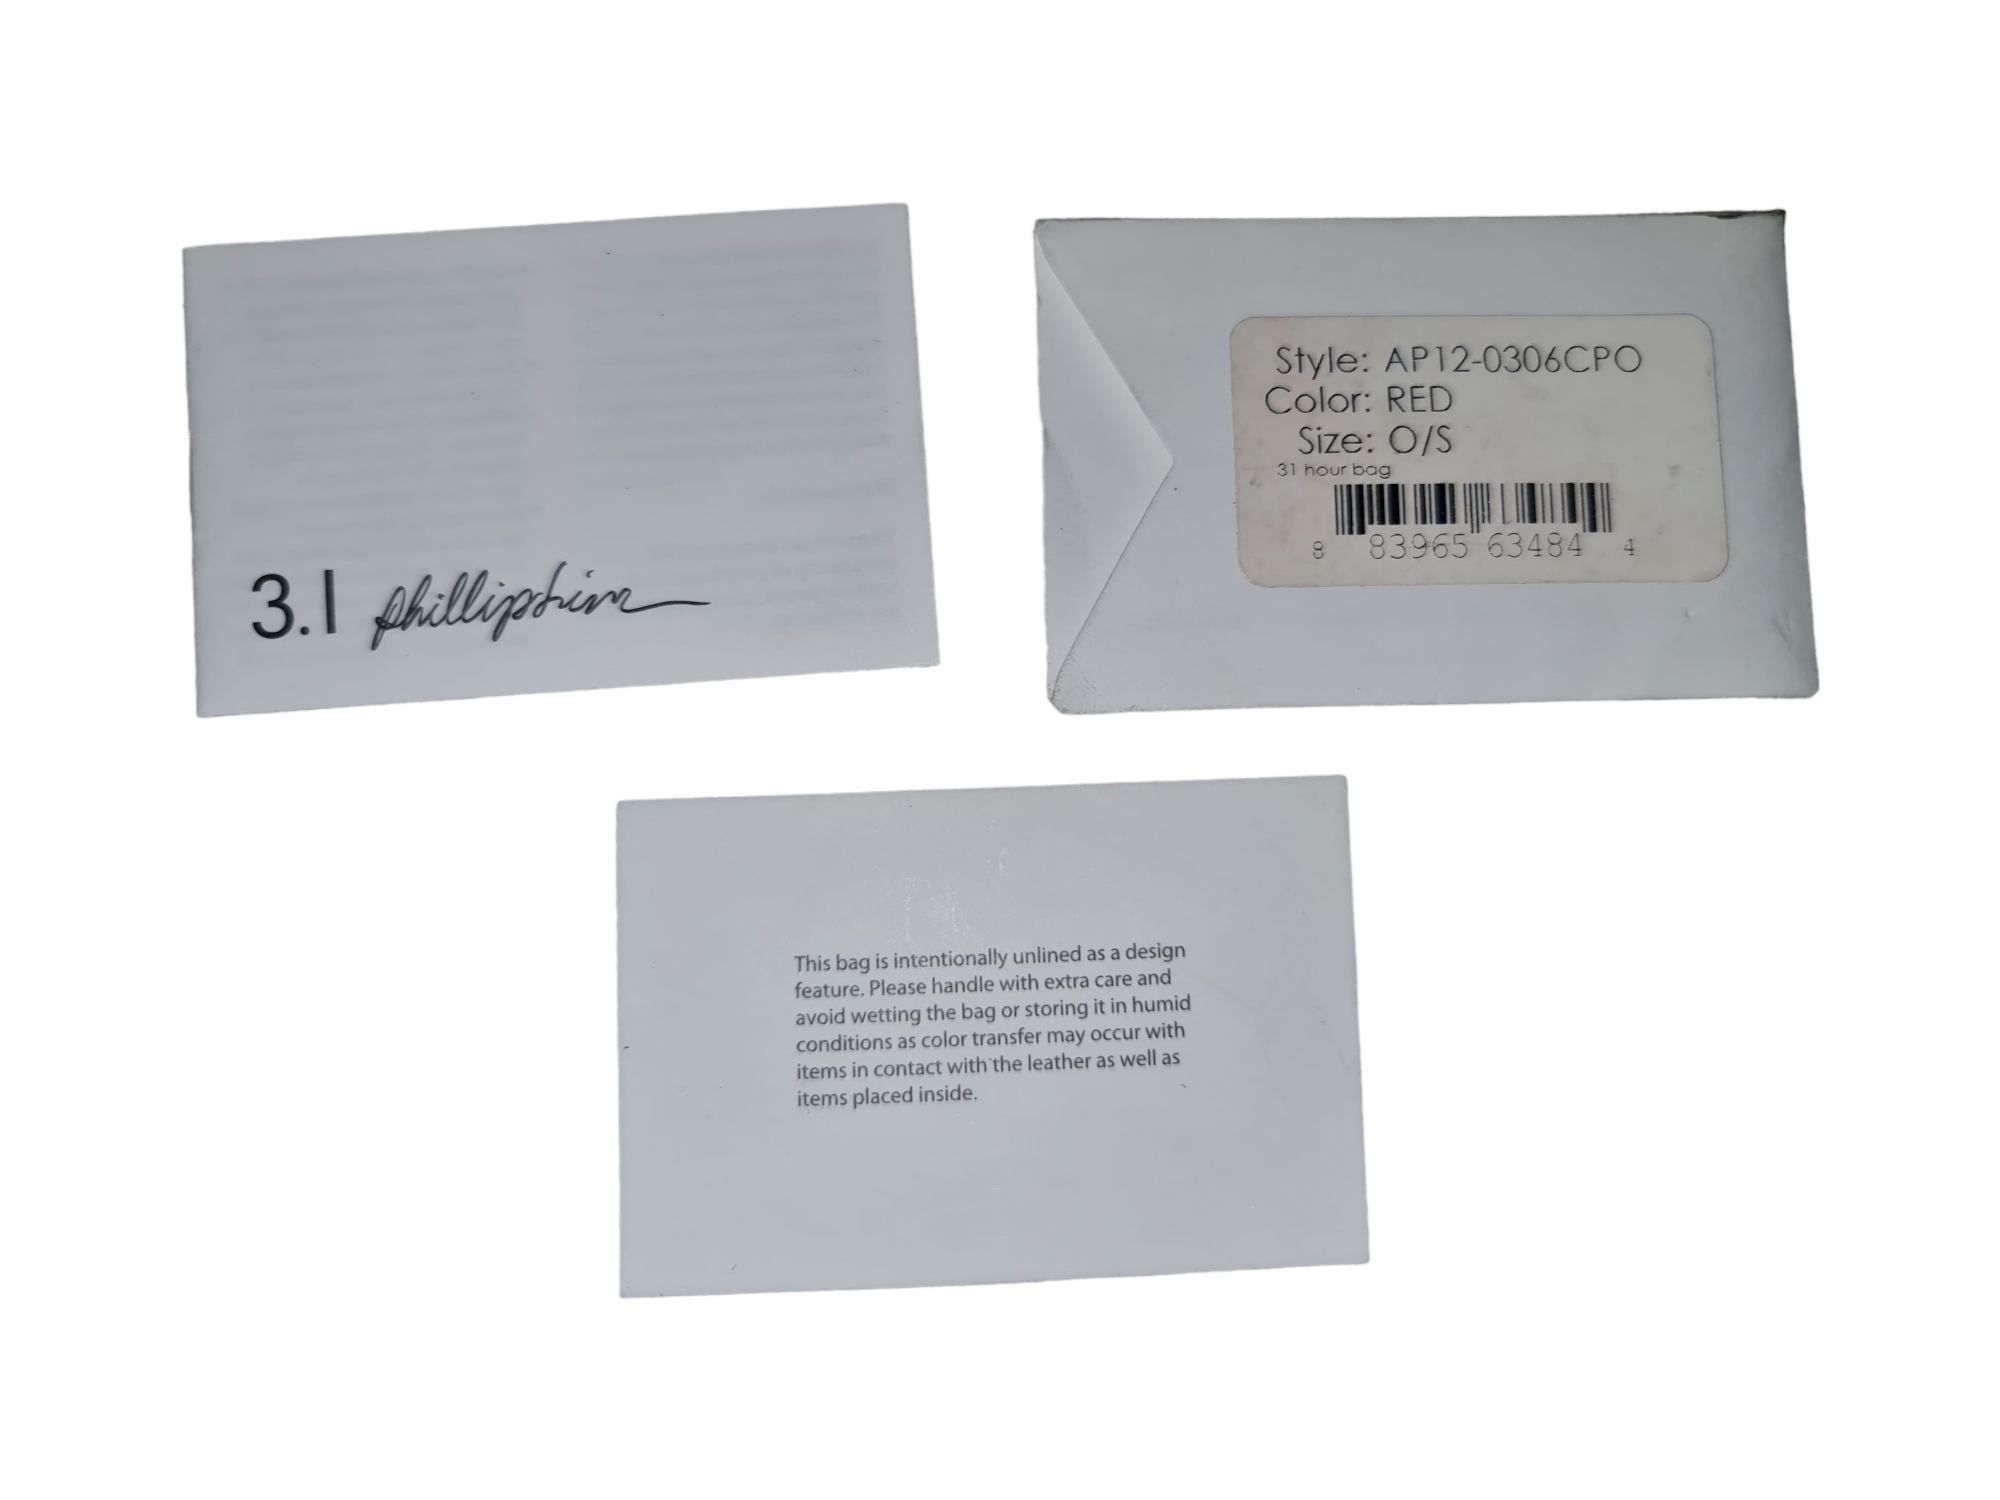 3.1 phillip lim
Style: AP12-0306CPO
Color: RED
Size: O/S
31 hour bag
8 83965 63484 4
This bag is intentionally unlined as a design
feature. Please handle with extra care and
avoid wetting the bag or storing it in humid
conditions as color transfer may occur with
items in contact with the leather as well as
items placed inside.